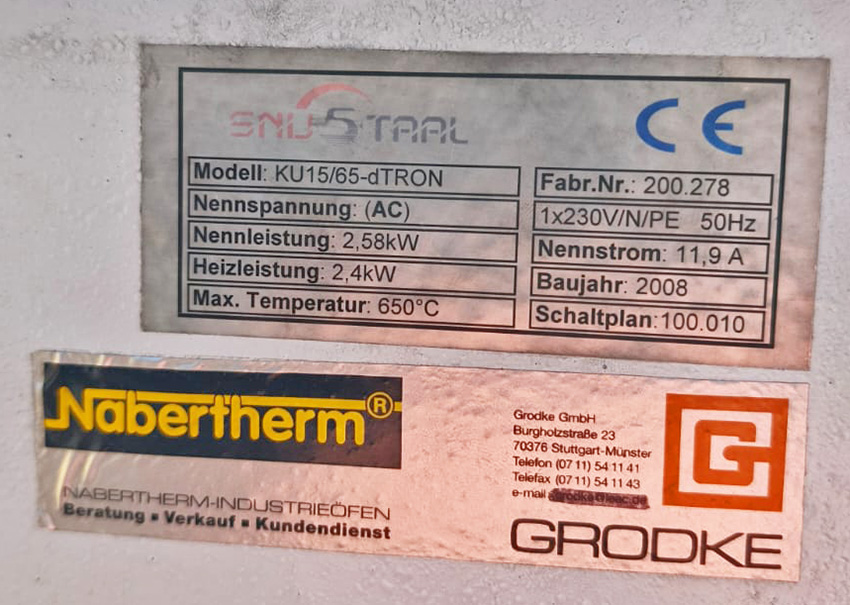 SNUSTAAL
CE
Modell: KU15/65-dTRON
Nennspannung: (AC)
Nennleistung: 2,58kW
Heizleistung: 2,4kW
Max. Temperatur: 650°C
Fabr.Nr.: 200.278
1x230V/N/PE 50Hz
Nennstrom: 11,9 A
Baujahr: 2008
Schaltplan:100.010
Nabertherm®
NABERTHERM-INDUSTRIEÖFEN
Beratung ▪ Verkauf ▪ Kundendienst
Grodke GmbH
Burgholzstraße 23
70376 Stuttgart-Münster
Telefon (07 11) 54 11 41
Telefax (07 11) 54 11 43
e-mail
G
GRODKE